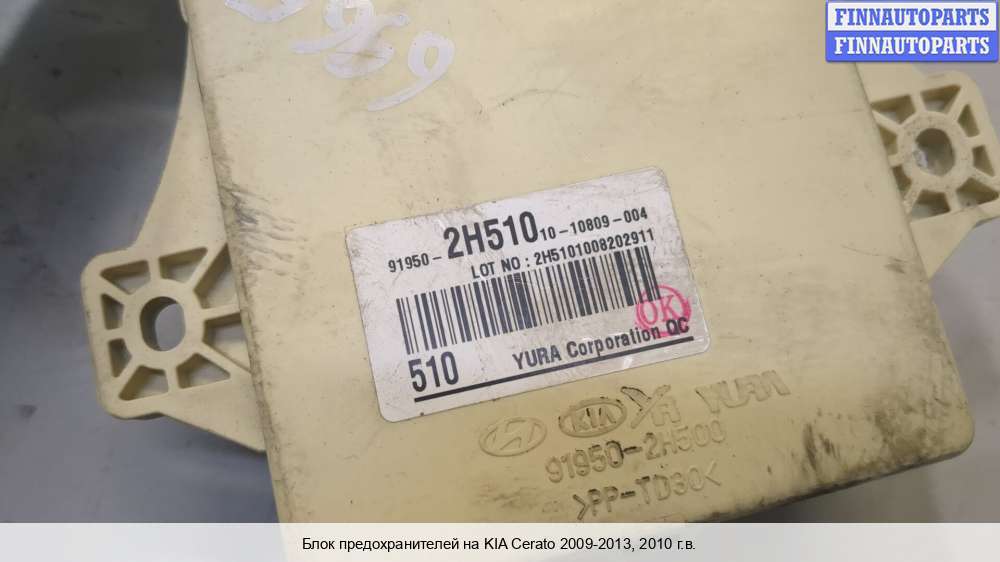 FINNAUTOPARTS
FINNAUTOPARTS
91950-2H510 10-10809-004
LOT NO : 2H5101008202911
OK
510 YURA Corporation QC
KIA YURA
91950-2H500
>PP-TD30<
Блок предохранителей на KIA Cerato 2009-2013, 2010 г.в.